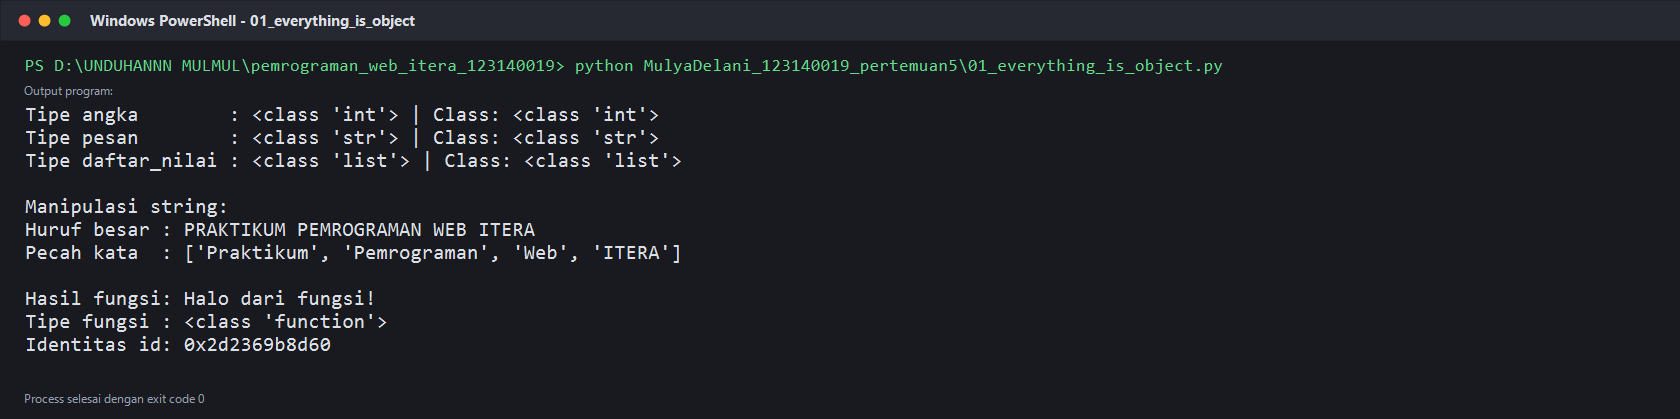 Windows PowerShell - 01_everything_is_object
PS D:\UNDUHANNN MULMUL\pemrograman_web_itera_123140019> python MulyaDelani_123140019_pertemuan5\01_everything_is_object.py
Output program:
Tipe angka        : <class 'int'> | Class: <class 'int'>
Tipe pesan        : <class 'str'> | Class: <class 'str'>
Tipe daftar_nilai : <class 'list'> | Class: <class 'list'>
Manipulasi string:
Huruf besar : PRAKTIKUM PEMROGRAMAN WEB ITERA
Pecah kata  : ['Praktikum', 'Pemrograman', 'Web', 'ITERA']
Hasil fungsi: Halo dari fungsi!
Tipe fungsi : <class 'function'>
Identitas id: 0x2d2369b8d60
Process selesai dengan exit code 0